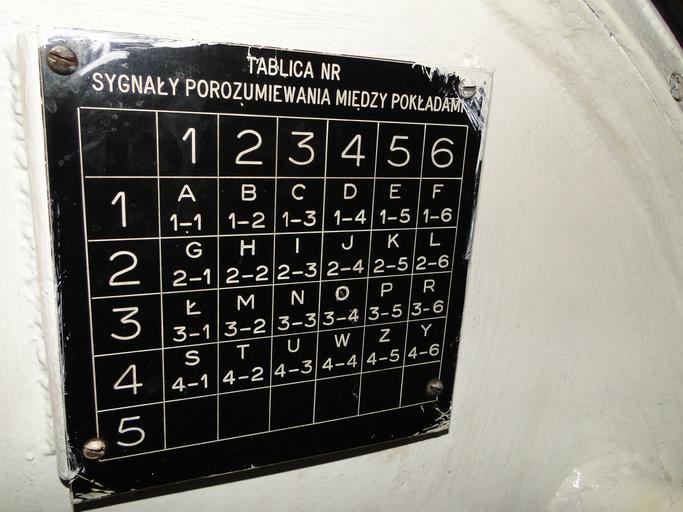 TABLICA NR
SYGNAŁY POROZUMIEWANIA MIĘDZY POKŁADAMI
1 2 3 4 5 6
1 A B C D E F
1-1 1-2 1-3 1-4 1-5 1-6
2 G H I J K L
2-1 2-2 2-3 2-4 2-5 2-6
3 Ł M N O P R
3-1 3-2 3-3 3-4 3-5 3-6
4 S T U W Z Y
4-1 4-2 4-3 4-4 4-5 4-6
5